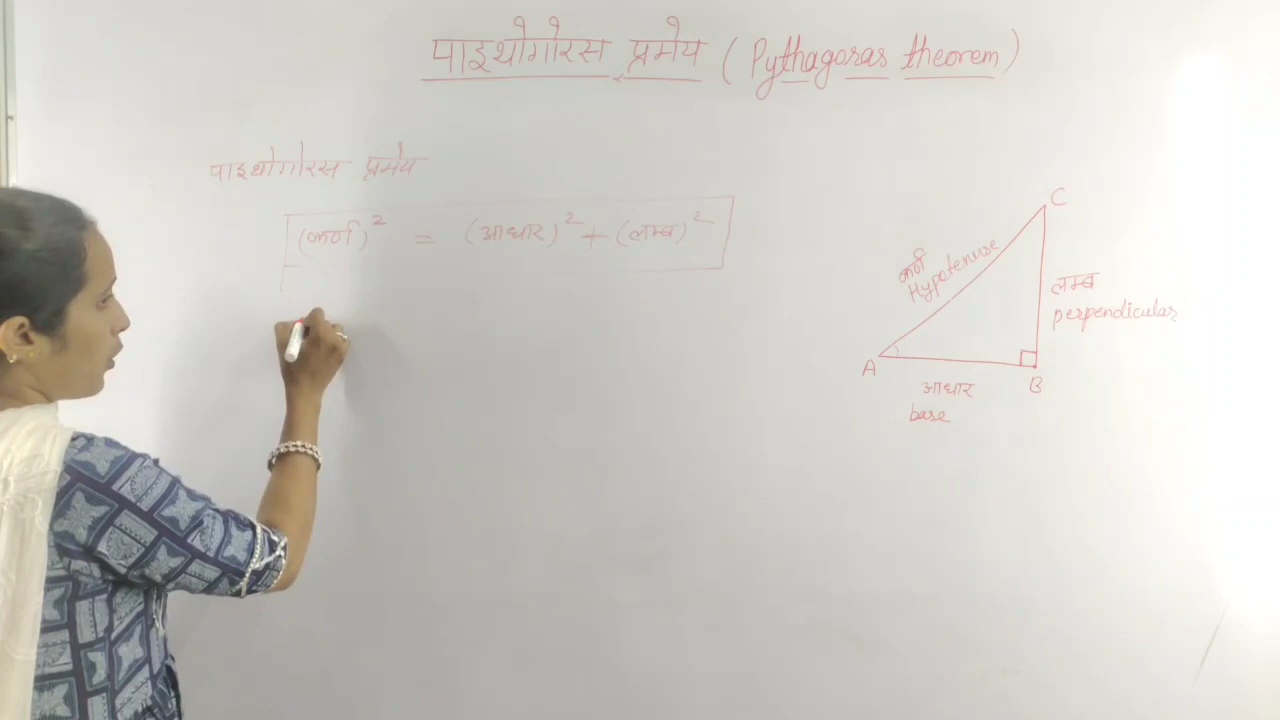 पाइथोगोरस प्रमेय ( Pythagoras theorem )
पाइथोगोरस प्रमेय
(कर्ण)² = (आधार)² + (लम्ब)²
C
कर्ण
Hypotenuse
लम्ब
perpendicular
A
B
आधार
base